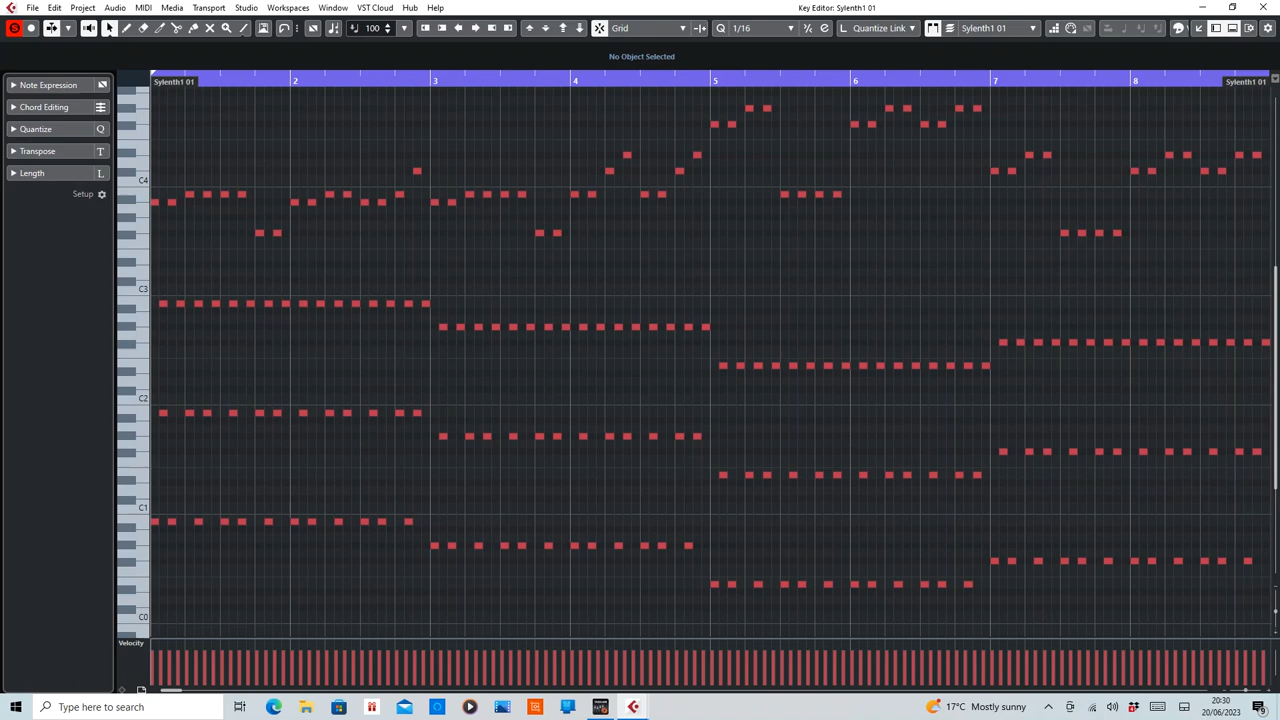 File Edit Project Audio MIDI Media Transport Studio Workspaces Window VST Cloud Hub Help
Key Editor: Sylenth1 01
S 100 Grid Q 1/16 L Quantize Link Sylenth1 01
No Object Selected
Sylenth1 01 2 3 4 5 6 7 8 Sylenth1 01
Note Expression
Chord Editing
Quantize Q
Transpose T
Length L
Setup
C4
C3
C2
C1
C0
Velocity
Type here to search
17°C Mostly sunny
20:30
20/06/2023